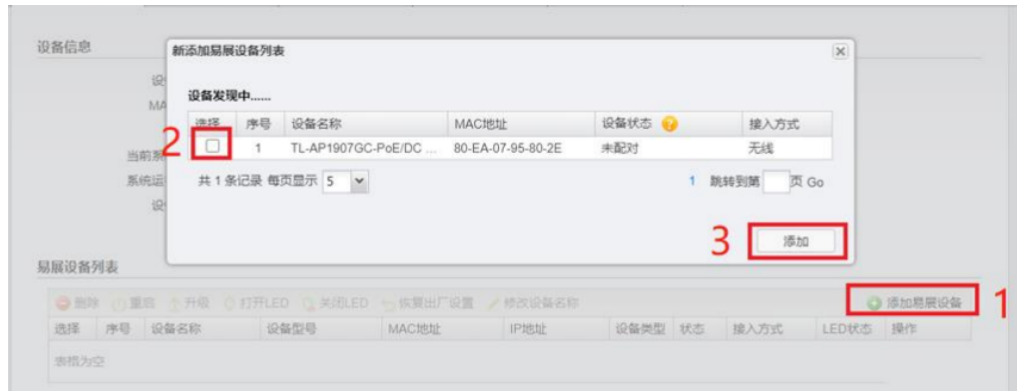 设备信息
新添加易展设备列表
设备发现中......
选择 序号 设备名称 MAC地址 设备状态 接入方式
2
1 TL-AP1907GC-PoE/DC ... 80-EA-07-95-80-2E 未配对 无线
共 1 条记录 每页显示 5 1 跳转到第 页 Go
3 添加
设
MA
当前系
系统运
设
易展设备列表
删除 重启 升级 打开LED 关闭LED 恢复出厂设置 修改设备名称 添加易展设备 1
选择 序号 设备名称 设备型号 MAC地址 IP地址 设备类型 状态 接入方式 LED状态 操作
表格为空